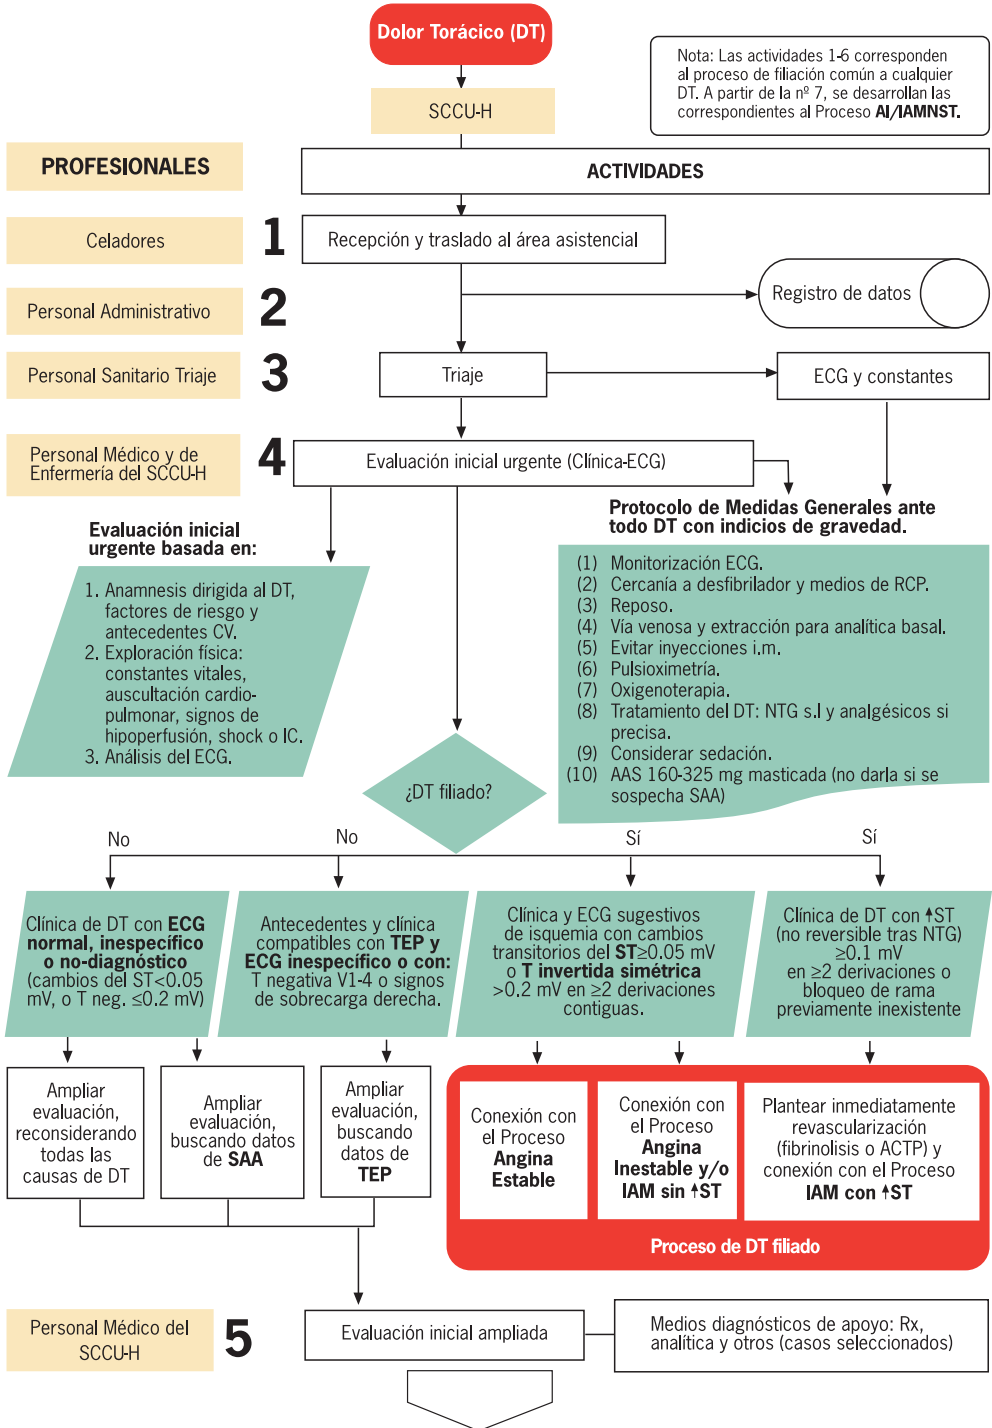 Dolor Torácico (DT)
Nota: Las actividades 1-6 corresponden
al proceso de filiación común a cualquier
DT. A partir de la nº 7, se desarrollan las
correspondientes al Proceso AI/IAMNST.
SCCU-H
PROFESIONALES
ACTIVIDADES
Celadores
1
Recepción y traslado al área asistencial
Personal Administrativo
2
Registro de datos
Personal Sanitario Triaje
3
Triaje
ECG y constantes
Personal Médico y de
Enfermería del SCCU-H
4
Evaluación inicial urgente (Clínica-ECG)
Evaluación inicial
urgente basada en:
1. Anamnesis dirigida al DT,
factores de riesgo y
antecedentes CV.
2. Exploración física:
constantes vitales,
auscultación cardio-
pulmonar, signos de
hipoperfusión, shock o IC.
3. Análisis del ECG.
Protocolo de Medidas Generales ante
todo DT con indicios de gravedad.
(1) Monitorización ECG.
(2) Cercanía a desfibrilador y medios de RCP.
(3) Reposo.
(4) Vía venosa y extracción para analítica basal.
(5) Evitar inyecciones i.m.
(6) Pulsioximetría.
(7) Oxigenoterapia.
(8) Tratamiento del DT: NTG s.l y analgésicos si
precisa.
(9) Considerar sedación.
(10) AAS 160-325 mg masticada (no darla si se
sospecha SAA)
¿DT filiado?
No
No
Sí
Sí
Clínica de DT con ECG
normal, inespecífico
o no-diagnóstico
(cambios del ST<0.05
mV, o T neg. ≤0.2 mV)
Antecedentes y clínica
compatibles con TEP y
ECG inespecífico o con:
T negativa V1-4 o signos
de sobrecarga derecha.
Clínica y ECG sugestivos
de isquemia con cambios
transitorios del ST≥0.05 mV
o T invertida simétrica
>0.2 mV en ≥2 derivaciones
contiguas.
Clínica de DT con ↑ST
(no reversible tras NTG)
≥0.1 mV
en ≥2 derivaciones o
bloqueo de rama
previamente inexistente
Ampliar
evaluación,
reconsiderando
todas las
causas de DT
Ampliar
evaluación,
buscando datos
de SAA
Ampliar
evaluación,
buscando
datos de
TEP
Conexión con
el Proceso
Angina
Estable
Conexión con
el Proceso
Angina
Inestable y/o
IAM sin ↑ST
Plantear inmediatamente
revascularización
(fibrinolisis o ACTP) y
conexión con el Proceso
IAM con ↑ST
Proceso de DT filiado
Personal Médico del
SCCU-H
5
Evaluación inicial ampliada
Medios diagnósticos de apoyo: Rx,
analítica y otros (casos seleccionados)